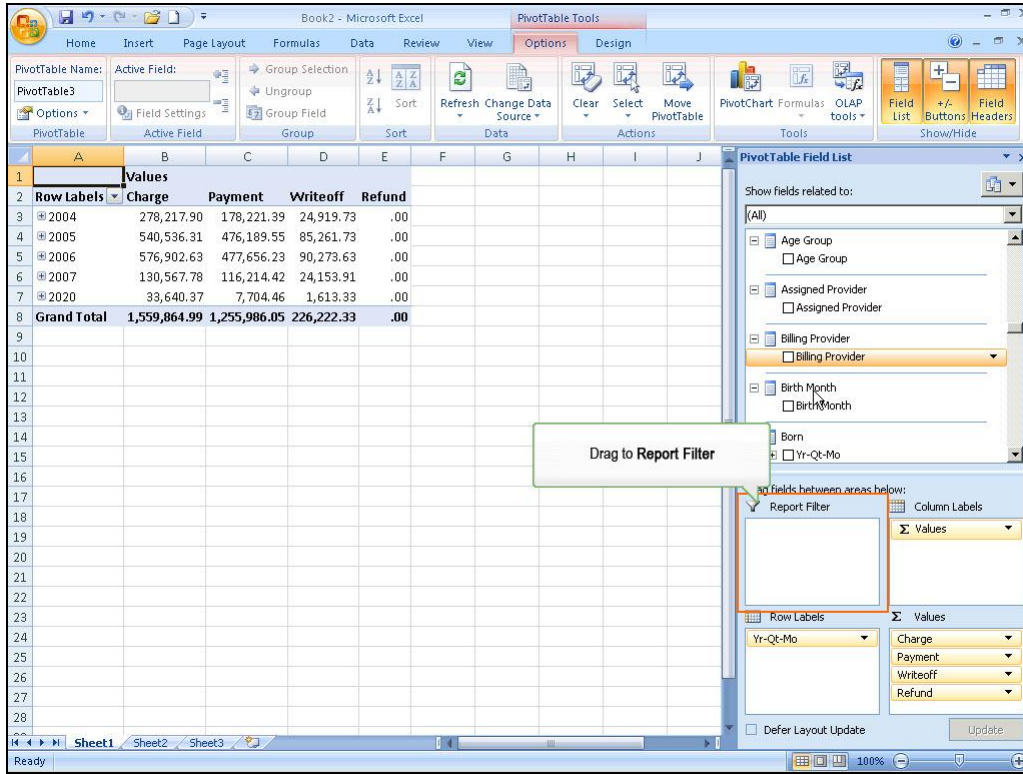 Book2 - Microsoft Excel
PivotTable Tools
Home Insert Page Layout Formulas Data Review View Options Design
PivotTable Name:
PivotTable3
Options
PivotTable
Active Field:
Field Settings
Active Field
Group Selection
Ungroup
Group Field
Group
Sort
Sort
Refresh
Change Data Source
Data
Clear
Select
Move PivotTable
Actions
PivotChart
Formulas
OLAP tools
Tools
Field List
+/- Buttons
Field Headers
Show/Hide
A B C D E F G H I J
1 Values
2 Row Labels Charge Payment Writeoff Refund
3 2004 278,217.90 178,221.39 24,919.73 .00
4 2005 540,536.31 476,189.55 85,261.73 .00
5 2006 576,902.63 477,656.23 90,273.63 .00
6 2007 130,567.78 116,214.42 24,153.91 .00
7 2020 33,640.37 7,704.46 1,613.33 .00
8 Grand Total 1,559,864.99 1,255,986.05 226,222.33 .00
9
10
11
12
13
14
15
16
17
18
19
20
21
22
23
24
25
26
27
28
PivotTable Field List
Show fields related to:
(All)
Age Group
Age Group
Assigned Provider
Assigned Provider
Billing Provider
Billing Provider
Birth Month
Birth Month
Born
Yr-Qt-Mo
Drag to Report Filter
fields between areas below:
Report Filter
Column Labels
Σ Values
Row Labels
Σ Values
Yr-Qt-Mo
Charge
Payment
Writeoff
Refund
Defer Layout Update
Update
Sheet1 Sheet2 Sheet3
Ready
100%